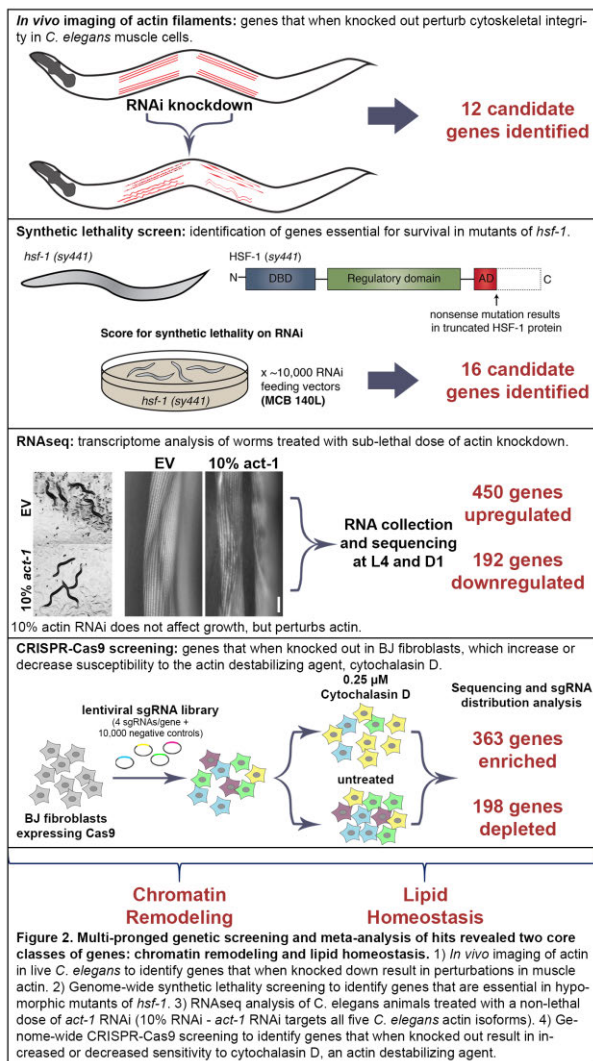 In vivo imaging of actin filaments: genes that when knocked out perturb cytoskeletal integri-
ty in C. elegans muscle cells.
RNAi knockdown
12 candidate
genes identified
Synthetic lethality screen: identification of genes essential for survival in mutants of hsf-1.
hsf-1 (sy441)
HSF-1 (sy441)
N- DBD Regulatory domain AD C
nonsense mutation results
in truncated HSF-1 protein
Score for synthetic lethality on RNAi
hsf-1 (sy441)
x ~10,000 RNAi
feeding vectors
(MCB 140L)
16 candidate
genes identified
RNAseq: transcriptome analysis of worms treated with sub-lethal dose of actin knockdown.
EV 10% act-1
EV
10% act-1
RNA collection
and sequencing
at L4 and D1
450 genes
upregulated
192 genes
downregulated
10% actin RNAi does not affect growth, but perturbs actin.
CRISPR-Cas9 screening: genes that when knocked out in BJ fibroblasts, which increase or
decrease susceptibility to the actin destabilizing agent, cytochalasin D.
BJ fibroblasts
expressing Cas9
lentiviral sgRNA library
(4 sgRNAs/gene +
10,000 negative controls)
0.25 µM
Cytochalasin D
untreated
Sequencing and sgRNA
distribution analysis
363 genes
enriched
198 genes
depleted
Chromatin
Remodeling
Lipid
Homeostasis
Figure 2. Multi-pronged genetic screening and meta-analysis of hits revealed two core
classes of genes: chromatin remodeling and lipid homeostasis. 1) In vivo imaging of actin
in live C. elegans to identify genes that when knocked down result in perturbations in muscle
actin. 2) Genome-wide synthetic lethality screening to identify genes that are essential in hypo-
morphic mutants of hsf-1. 3) RNAseq analysis of C. elegans animals treated with a non-lethal
dose of act-1 RNAi (10% RNAi - act-1 RNAi targets all five C. elegans actin isoforms). 4) Ge-
nome-wide CRISPR-Cas9 screening to identify genes that when knocked out result in in-
creased or decreased sensitivity to cytochalasin D, an actin destabilizing agent.